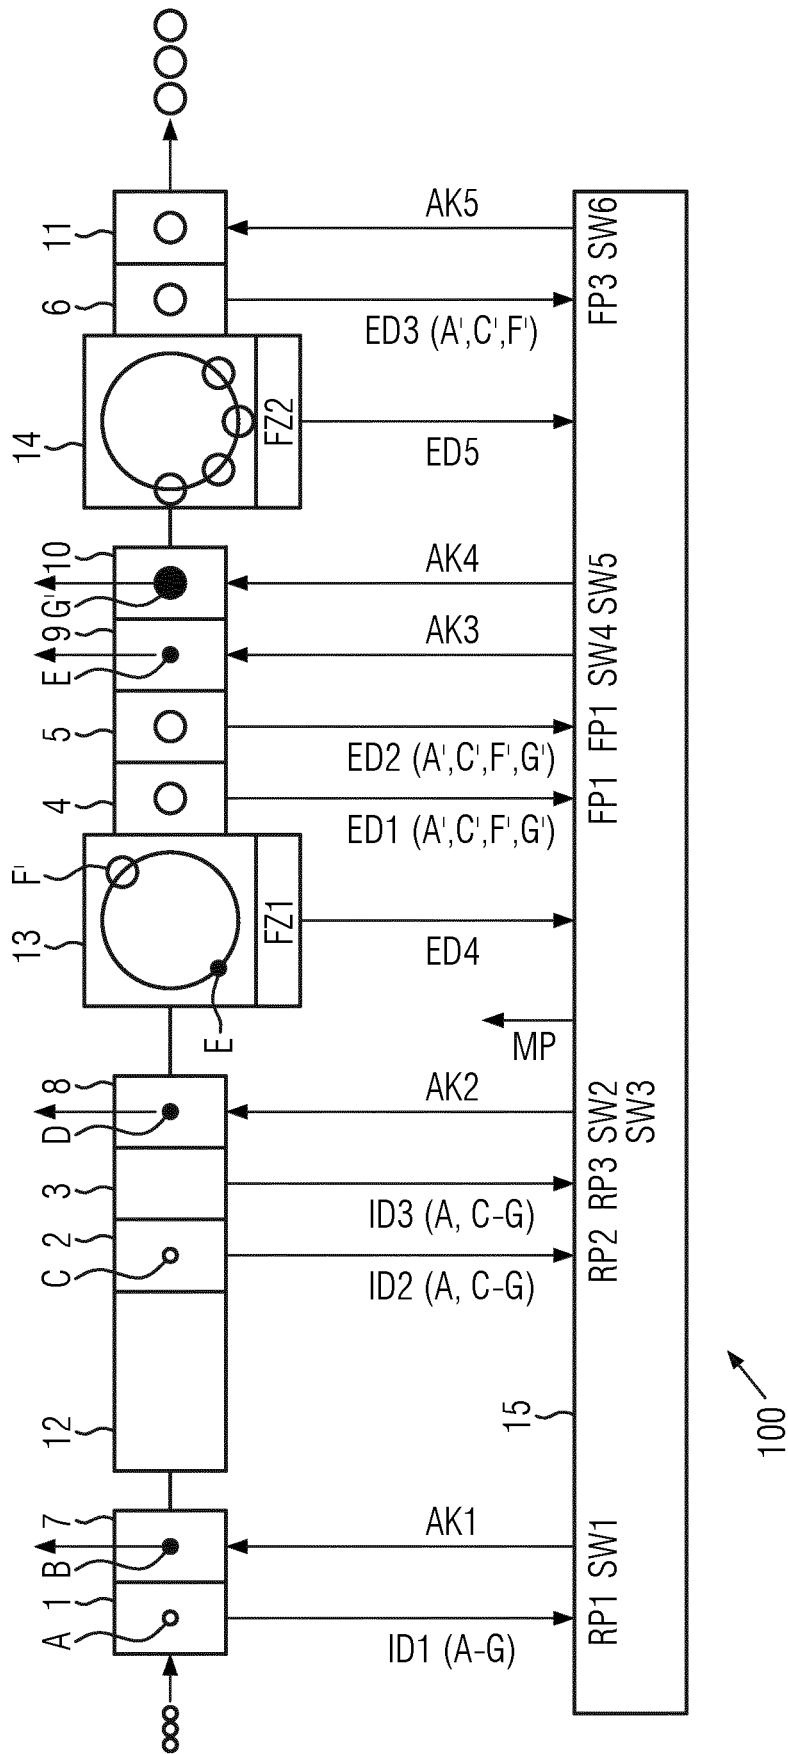 13 F' 14
A 1 B 7 12 C 2 3 D 8 4 5 E 9 G' 10 6 11
E
FZ1 FZ2
ID1 (A-G) AK1 ID2 (A, C-G) ID3 (A, C-G) AK2 ED4 ED1 (A',C',F',G') ED2 (A',C',F',G') AK3 AK4 ED5 ED3 (A',C',F') AK5
15 MP
RP1 SW1 RP2 RP3 SW2 FP1 FP1 SW4 SW5 FP3 SW6
SW3
100